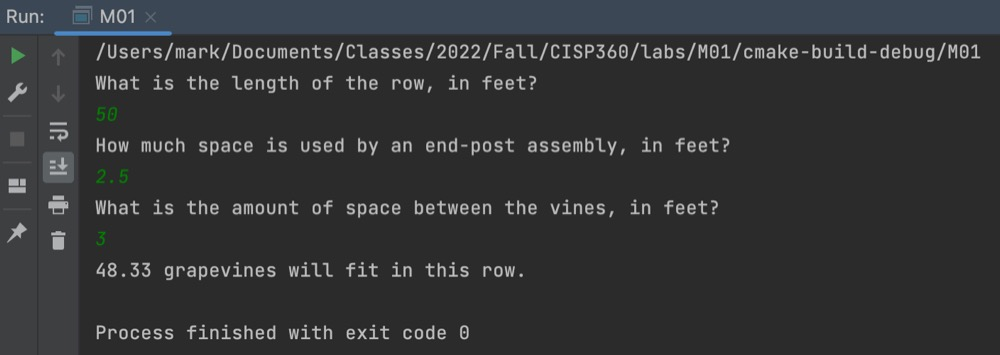 Run: M01
/Users/mark/Documents/Classes/2022/Fall/CISP360/labs/M01/cmake-build-debug/M01
What is the length of the row, in feet?
50
How much space is used by an end-post assembly, in feet?
2.5
What is the amount of space between the vines, in feet?
3
48.33 grapevines will fit in this row.
Process finished with exit code 0